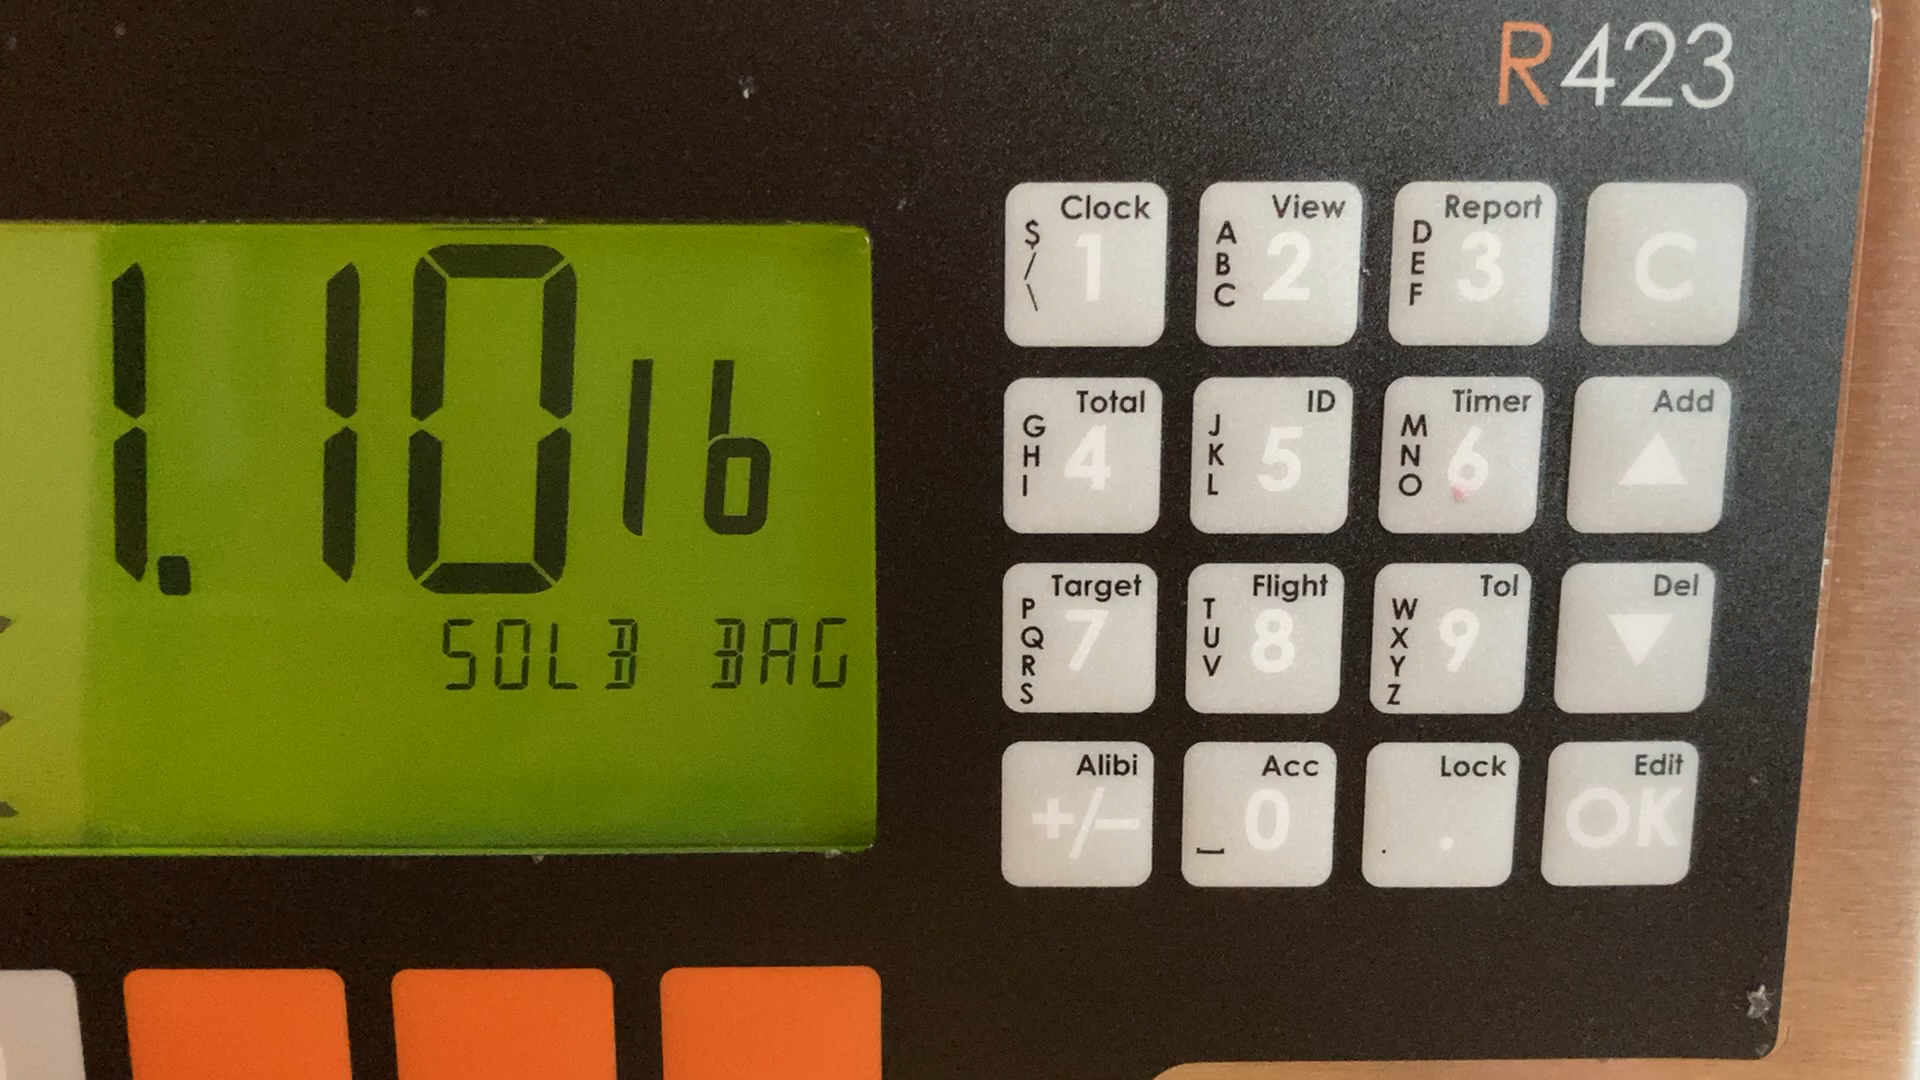 R423
1.10 lb
50LB BAG
Clock $ / \ 1
View A B C 2
Report D E F 3
C
Total G H I 4
ID J K L 5
Timer M N O 6
Add ▲
Target P Q R S 7
Flight T U V 8
Tol W X Y Z 9
Del ▼
Alibi +/−
Acc _ 0
Lock . .
Edit OK